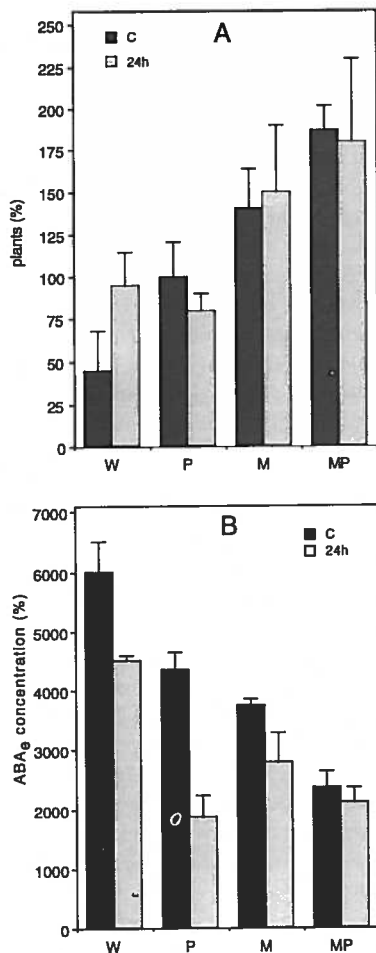 A
C
24h
250
225
200
175
150
125
100
75
50
25
0
plants (%)
W P M MP
B
C
24h
7000
6000
5000
4000
3000
2000
1000
0
ABAe concentration (%)
W P M MP